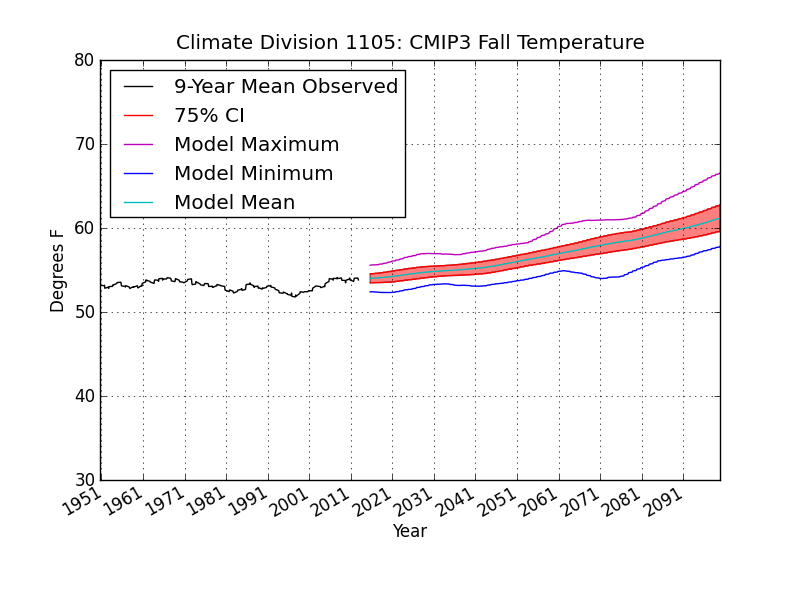 Climate Division 1105: CMIP3 Fall Temperature
9-Year Mean Observed
75% CI
Model Maximum
Model Minimum
Model Mean
80
70
60
50
40
30
Degrees F
1951 1961 1971 1981 1991 2001 2011 2021 2031 2041 2051 2061 2071 2081 2091
Year